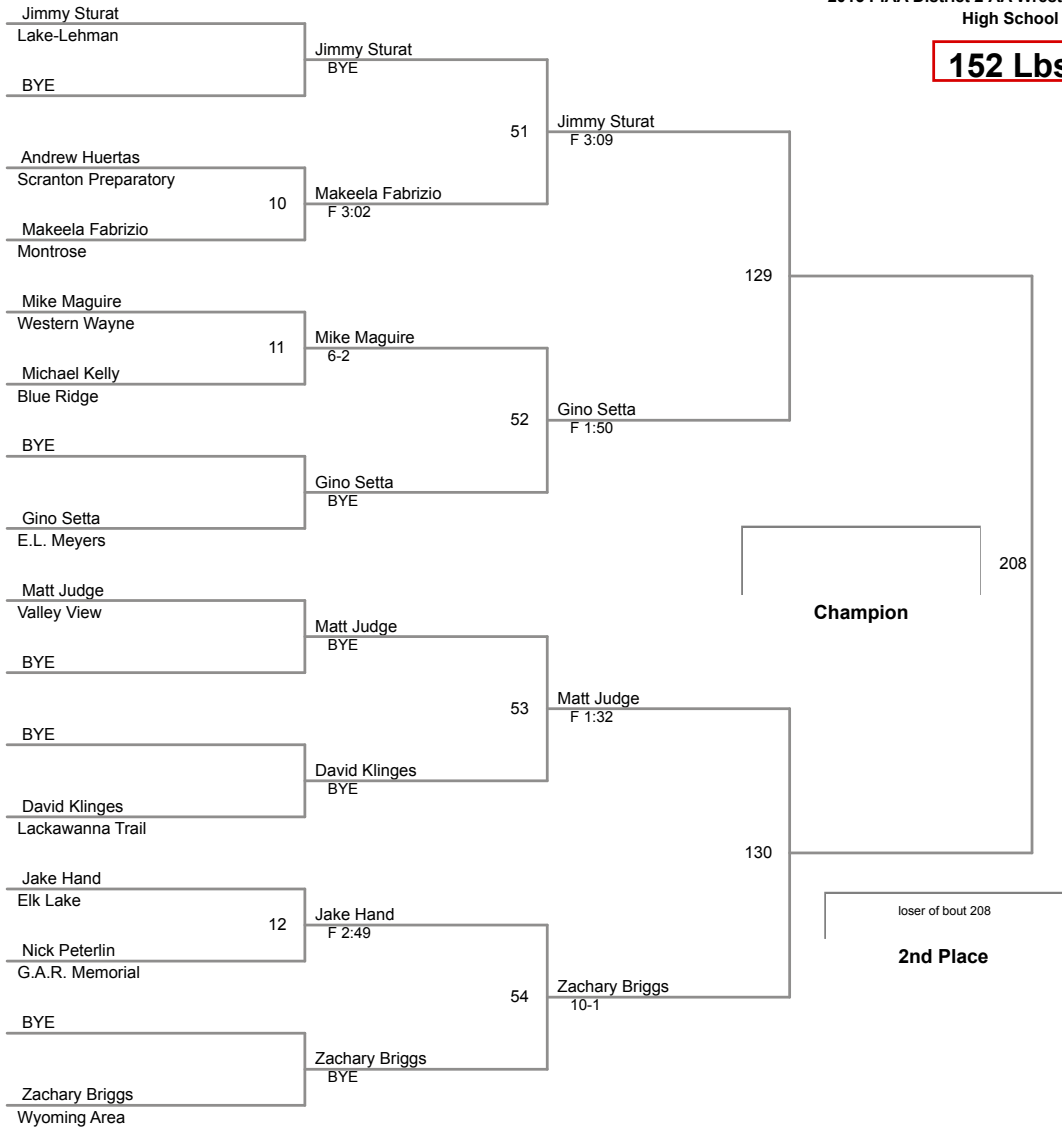 2015 PIAA District 2 AA
High School
152 Lbs
Jimmy Sturat
Lake-Lehman
BYE
Andrew Huertas
Scranton Preparatory
10
Makeela Fabrizio
Montrose
Mike Maguire
Western Wayne
11
Michael Kelly
Blue Ridge
BYE
Gino Setta
E.L. Meyers
Matt Judge
Valley View
BYE
BYE
David Klinges
Lackawanna Trail
Jake Hand
Elk Lake
12
Nick Peterlin
G.A.R. Memorial
BYE
Zachary Briggs
Wyoming Area
Jimmy Sturat
BYE
51
Makeela Fabrizio
F 3:02
Mike Maguire
6-2
52
Gino Setta
BYE
Matt Judge
BYE
53
David Klinges
BYE
Jake Hand
F 2:49
54
Zachary Briggs
BYE
Jimmy Sturat
F 3:09
129
Gino Setta
F 1:50
Matt Judge
F 1:32
130
Zachary Briggs
10-1
208
Champion
loser of bout 208
2nd Place